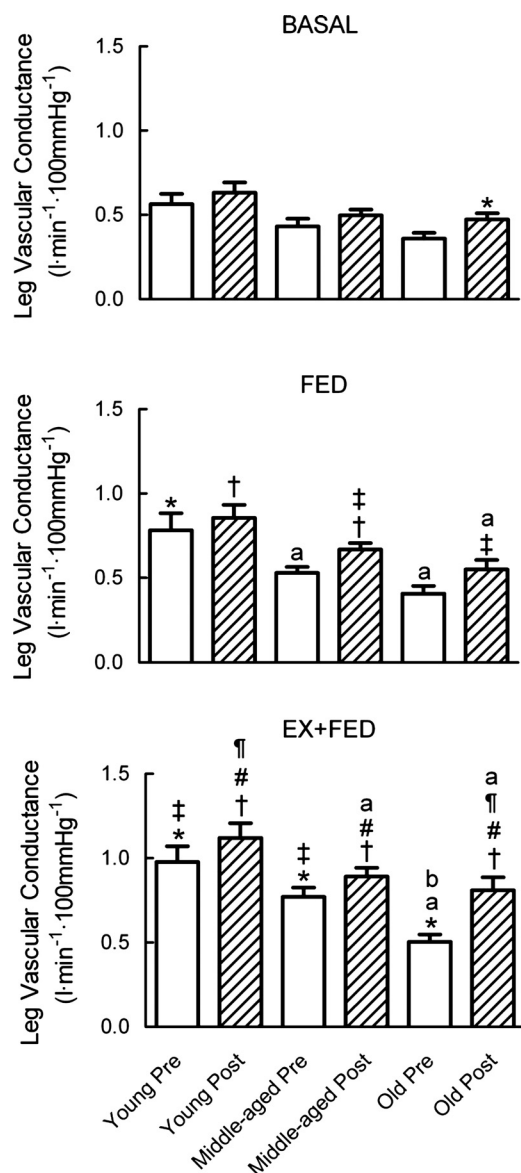 BASAL
Leg Vascular Conductance
(l·min⁻¹·100mmHg⁻¹)
1.5
1.0
0.5
0.0
*
FED
Leg Vascular Conductance
(l·min⁻¹·100mmHg⁻¹)
1.5
1.0
0.5
0.0
*
†
a
‡
†
a
a
‡
EX+FED
Leg Vascular Conductance
(l·min⁻¹·100mmHg⁻¹)
1.5
1.0
0.5
0.0
‡
*
¶
#
†
‡
*
a
#
†
b
a
*
a
¶
#
†
Young Pre
Young Post
Middle-aged Pre
Middle-aged Post
Old Pre
Old Post